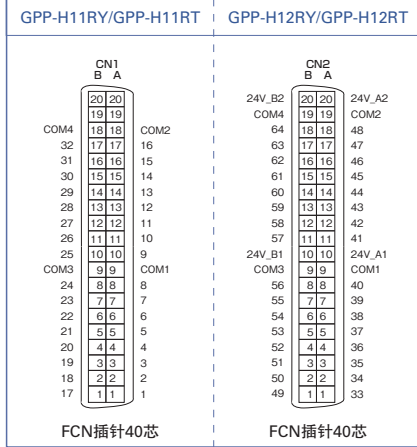 GPP-H11RY/GPP-H11RT
CN1
B A
20 20
19 19
COM4 18 18 COM2
32 17 17 16
31 16 16 15
30 15 15 14
29 14 14 13
28 13 13 12
27 12 12 11
26 11 11 10
25 10 10 9
COM3 9 9 COM1
24 8 8 8
23 7 7 7
22 6 6 6
21 5 5 5
20 4 4 4
19 3 3 3
18 2 2 2
17 1 1 1
FCN插针40芯
GPP-H12RY/GPP-H12RT
CN2
B A
24V_B2 20 20 24V_A2
COM4 19 19 COM2
64 18 18 48
63 17 17 47
62 16 16 46
61 15 15 45
60 14 14 44
59 13 13 43
58 12 12 42
57 11 11 41
24V_B1 10 10 24V_A1
COM3 9 9 COM1
56 8 8 40
55 7 7 39
54 6 6 38
53 5 5 37
52 4 4 36
51 3 3 35
50 2 2 34
49 1 1 33
FCN插针40芯